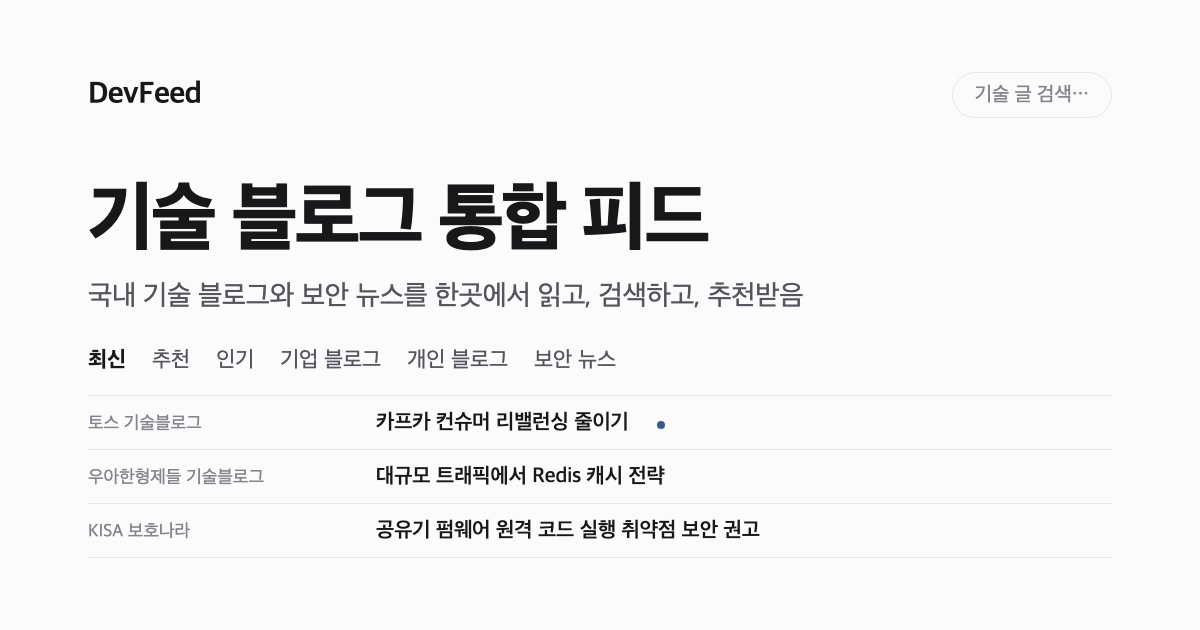 DevFeed
기술 글 검색…
기술 블로그 통합 피드
국내 기술 블로그와 보안 뉴스를 한곳에서 읽고, 검색하고, 추천받음
최신 추천 인기 기업 블로그 개인 블로그 보안 뉴스
토스 기술블로그 카프카 컨슈머 리밸런싱 줄이기
우아한형제들 기술블로그 대규모 트래픽에서 Redis 캐시 전략
KISA 보호나라 공유기 펌웨어 원격 코드 실행 취약점 보안 권고